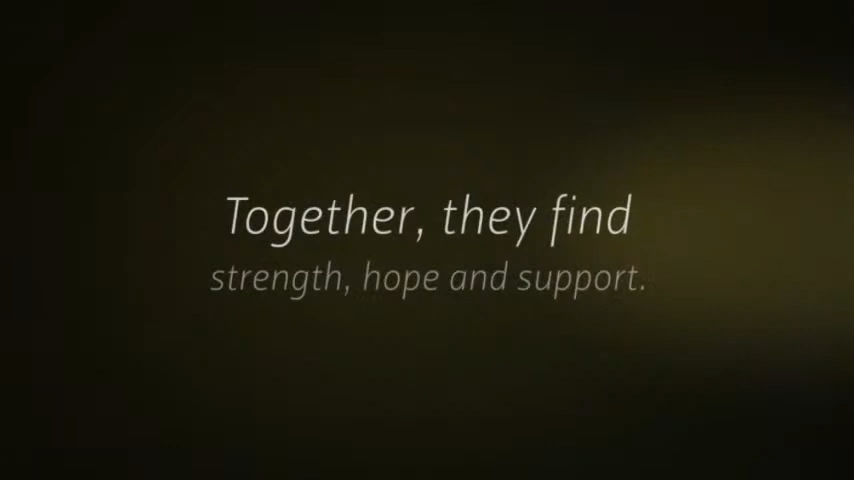 Together, they find
strength, hope and support.